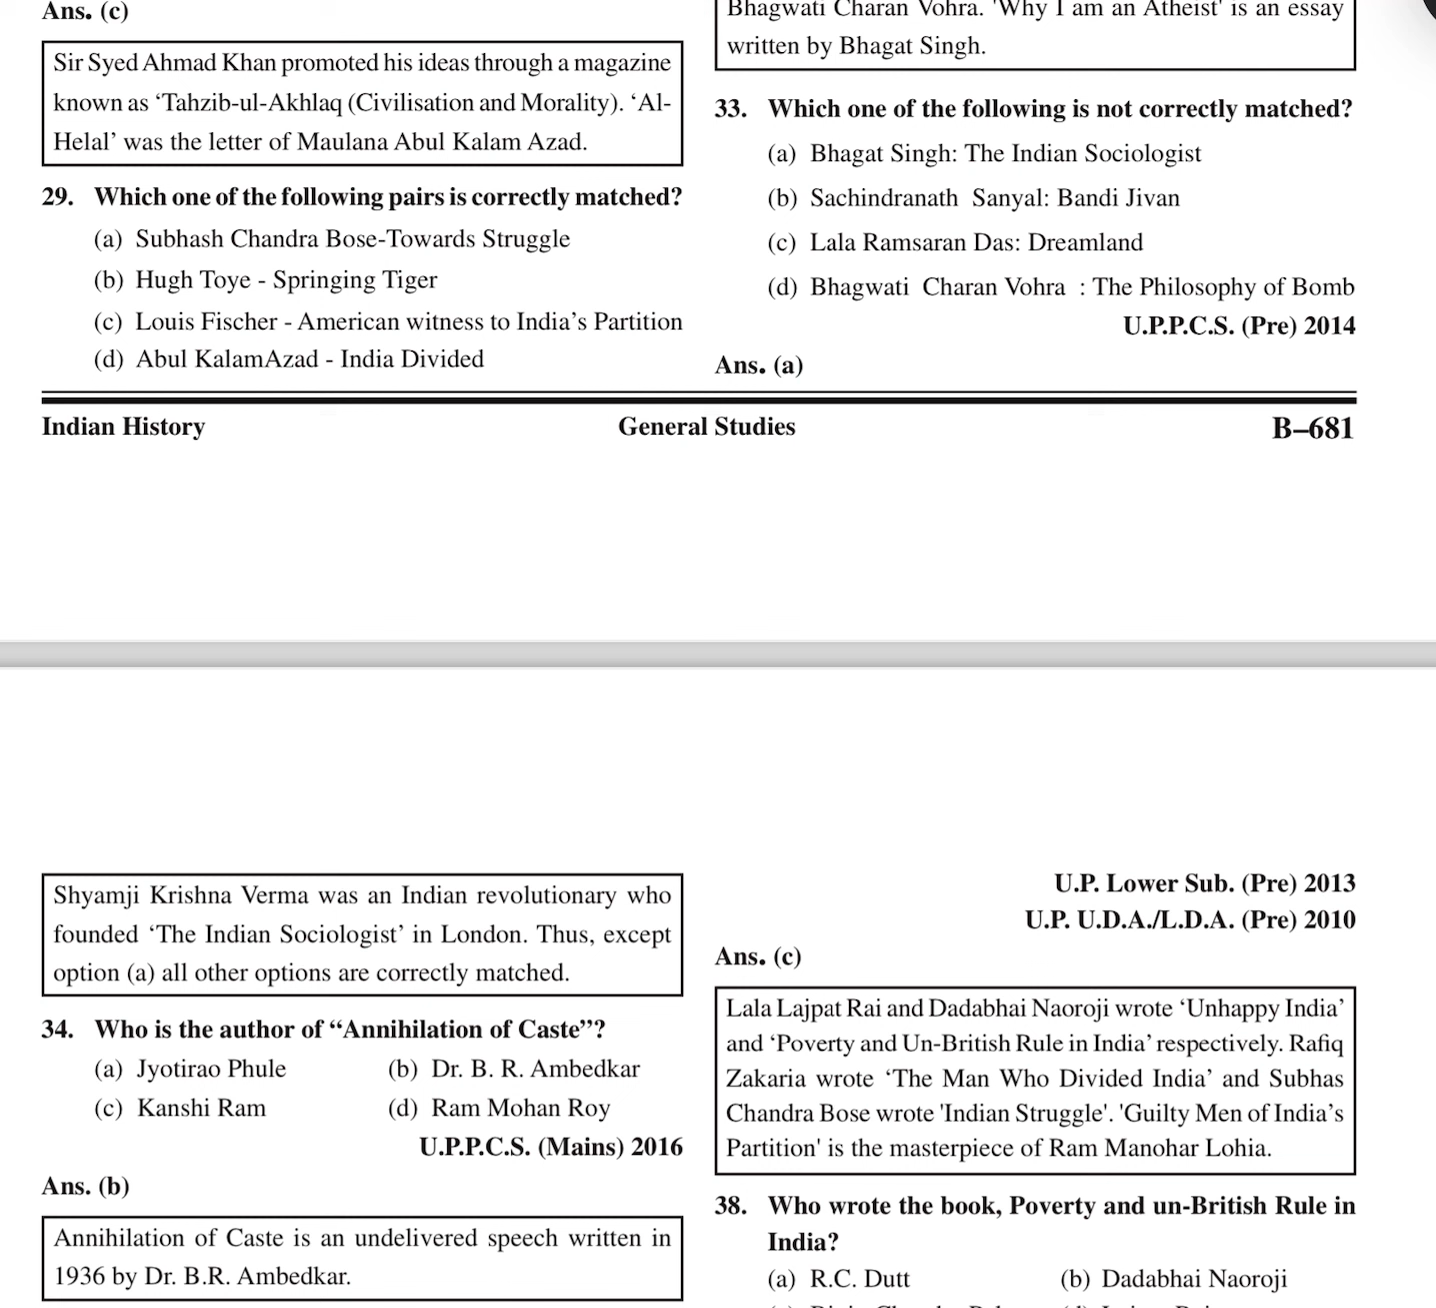 Ans. (c)
Sir Syed Ahmad Khan promoted his ideas through a magazine
known as ‘Tahzib-ul-Akhlaq (Civilisation and Morality). ‘Al-
Helal’ was the letter of Maulana Abul Kalam Azad.
29. Which one of the following pairs is correctly matched?
(a) Subhash Chandra Bose-Towards Struggle
(b) Hugh Toye - Springing Tiger
(c) Louis Fischer - American witness to India’s Partition
(d) Abul KalamAzad - India Divided
Bhagwati Charan Vohra. 'Why I am an Atheist' is an essay
written by Bhagat Singh.
33. Which one of the following is not correctly matched?
(a) Bhagat Singh: The Indian Sociologist
(b) Sachindranath Sanyal: Bandi Jivan
(c) Lala Ramsaran Das: Dreamland
(d) Bhagwati Charan Vohra : The Philosophy of Bomb
U.P.P.C.S. (Pre) 2014
Ans. (a)
Indian History General Studies B–681
Shyamji Krishna Verma was an Indian revolutionary who
founded ‘The Indian Sociologist’ in London. Thus, except
option (a) all other options are correctly matched.
34. Who is the author of “Annihilation of Caste”?
(a) Jyotirao Phule (b) Dr. B. R. Ambedkar
(c) Kanshi Ram (d) Ram Mohan Roy
U.P.P.C.S. (Mains) 2016
Ans. (b)
Annihilation of Caste is an undelivered speech written in
1936 by Dr. B.R. Ambedkar.
U.P. Lower Sub. (Pre) 2013
U.P. U.D.A./L.D.A. (Pre) 2010
Ans. (c)
Lala Lajpat Rai and Dadabhai Naoroji wrote ‘Unhappy India’
and ‘Poverty and Un-British Rule in India’ respectively. Rafiq
Zakaria wrote ‘The Man Who Divided India’ and Subhas
Chandra Bose wrote 'Indian Struggle'. 'Guilty Men of India’s
Partition' is the masterpiece of Ram Manohar Lohia.
38. Who wrote the book, Poverty and un-British Rule in
India?
(a) R.C. Dutt (b) Dadabhai Naoroji